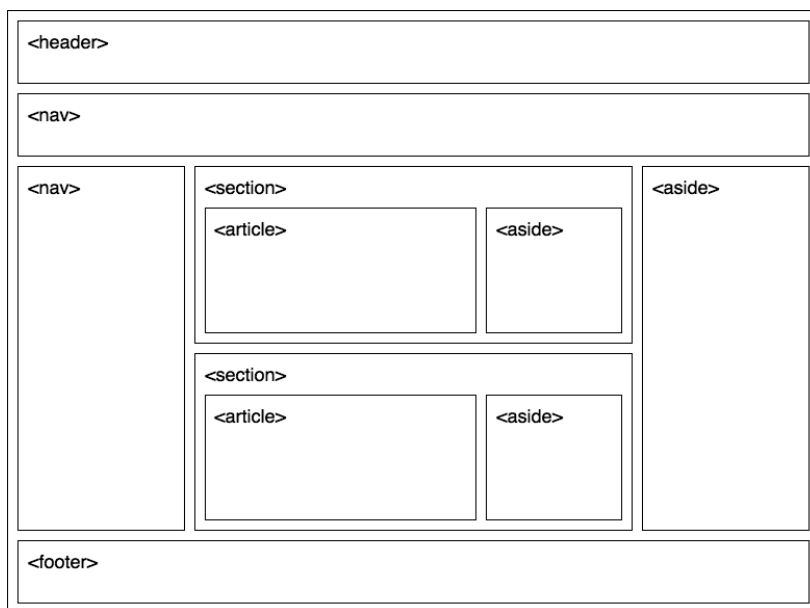 <header>
<nav>
<nav>
<section>
<aside>
<article>
<aside>
<section>
<article>
<aside>
<footer>